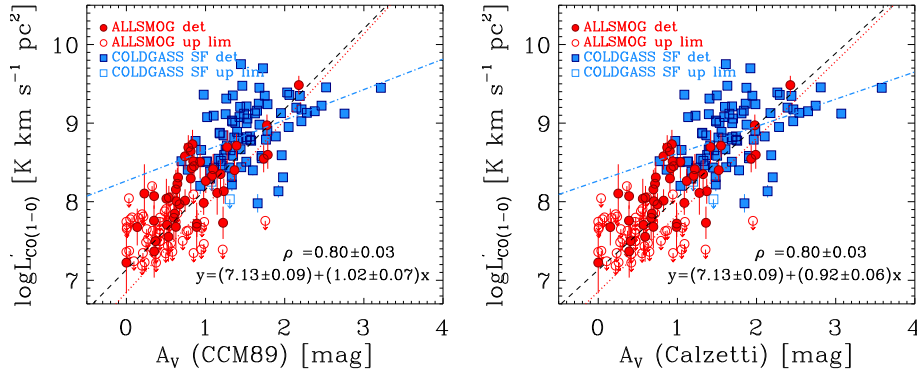 ALLSMOG det
ALLSMOG up lim
COLDGASS SF det
COLDGASS SF up lim
10
9
8
7
logL'CO(1-0) [K km s⁻¹ pc²]
ρ =0.80±0.03
y=(7.13±0.09)+(1.02±0.07)x
0 1 2 3 4
A_V (CCM89) [mag]
ALLSMOG det
ALLSMOG up lim
COLDGASS SF det
COLDGASS SF up lim
10
9
8
7
logL'CO(1-0) [K km s⁻¹ pc²]
ρ =0.80±0.03
y=(7.13±0.09)+(0.92±0.06)x
0 1 2 3 4
A_V (Calzetti) [mag]